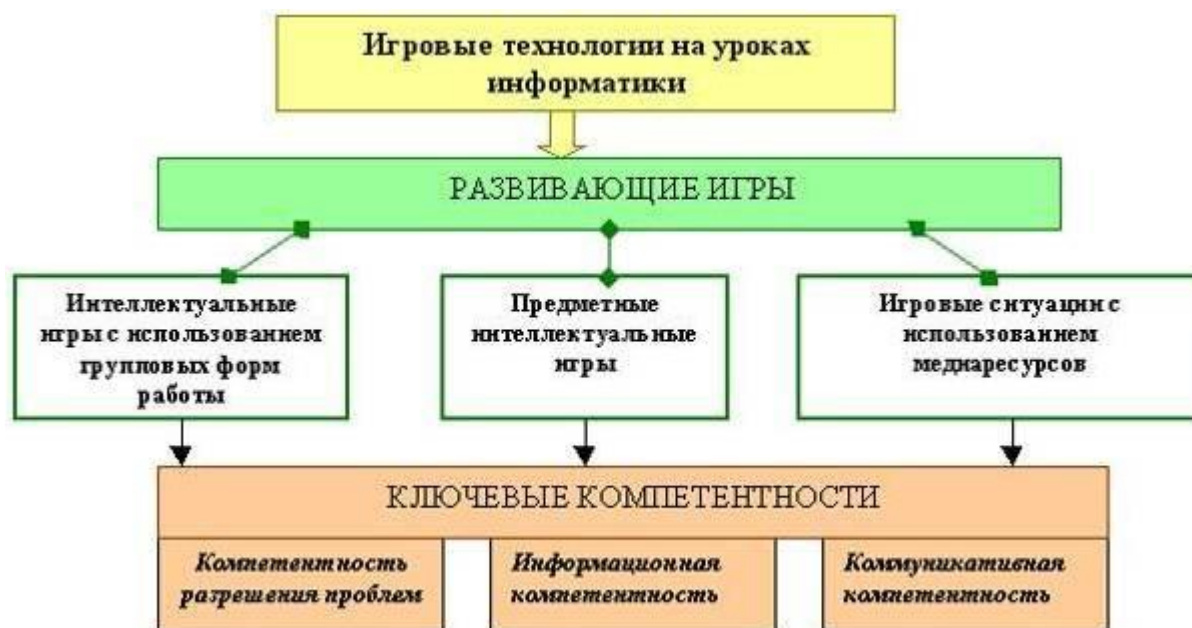 Игровые технологии на уроках
информатики
РАЗВИВАЮЩИЕ ИГРЫ
Интеллектуальные
игры с использованием
групповых форм
работы
Предметные
интеллектуальные
игры
Игровые ситуации с
использованием
медиаресурсов
КЛЮЧЕВЫЕ КОМПЕТЕНТНОСТИ
Компетентность
разрешения проблем
Информационная
компетентность
Коммуникативная
компетентность